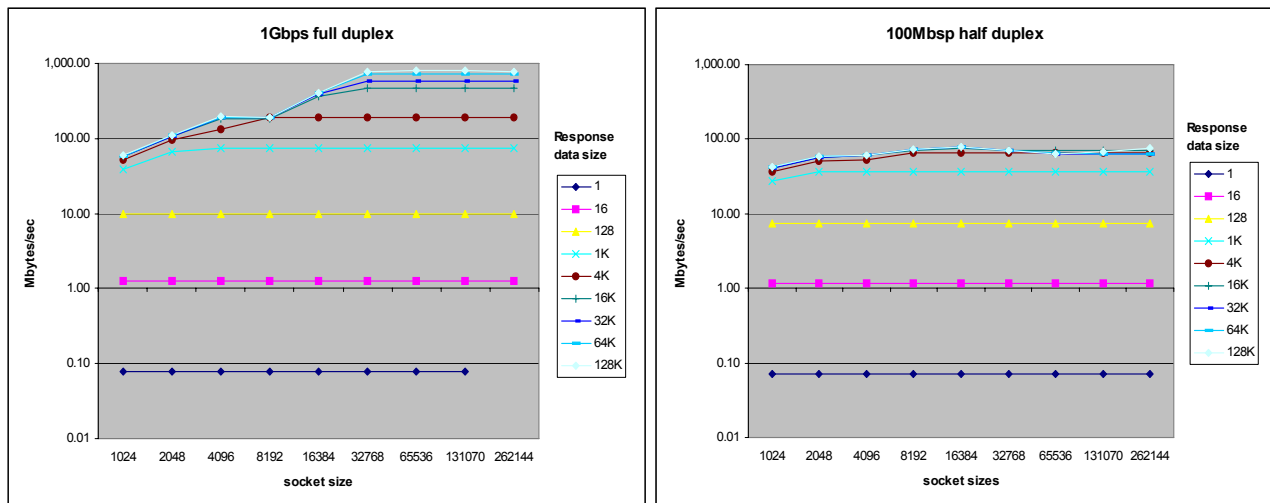 1Gbps full duplex
1,000.00
100.00
10.00
1.00
0.10
0.01
Mbytes/sec
1024 2048 4096 8192 16384 32768 65536 131070 262144
socket size
Response
data size
1
16
128
1K
4K
16K
32K
64K
128K
100Mbsp half duplex
1,000.00
100.00
10.00
1.00
0.10
0.01
Mbytes/sec
1024 2048 4096 8192 16384 32768 65536 131070 262144
socket sizes
Response
data size
1
16
128
1K
4K
16K
32K
64K
128K